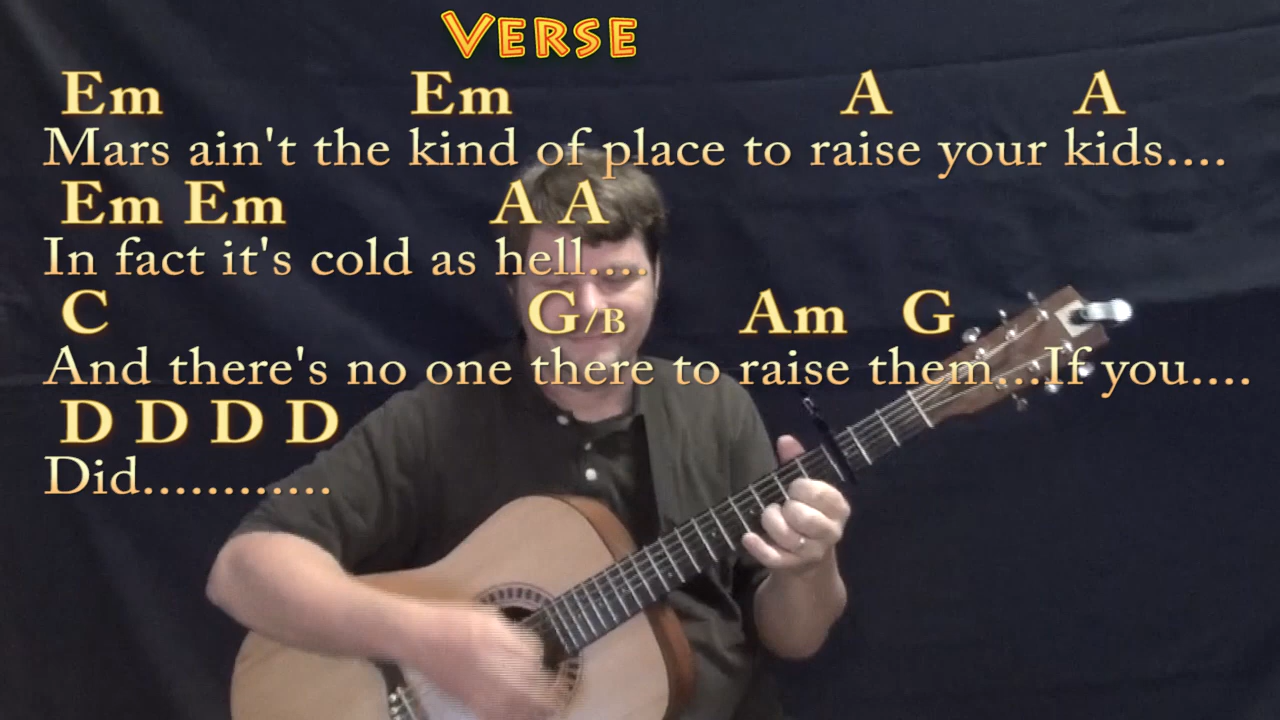 VERSE
Em Em A A
Mars ain't the kind of place to raise your kids....
Em Em A A
In fact it's cold as hell....
C G/B Am G
And there's no one there to raise them...If you....
D D D D
Did............